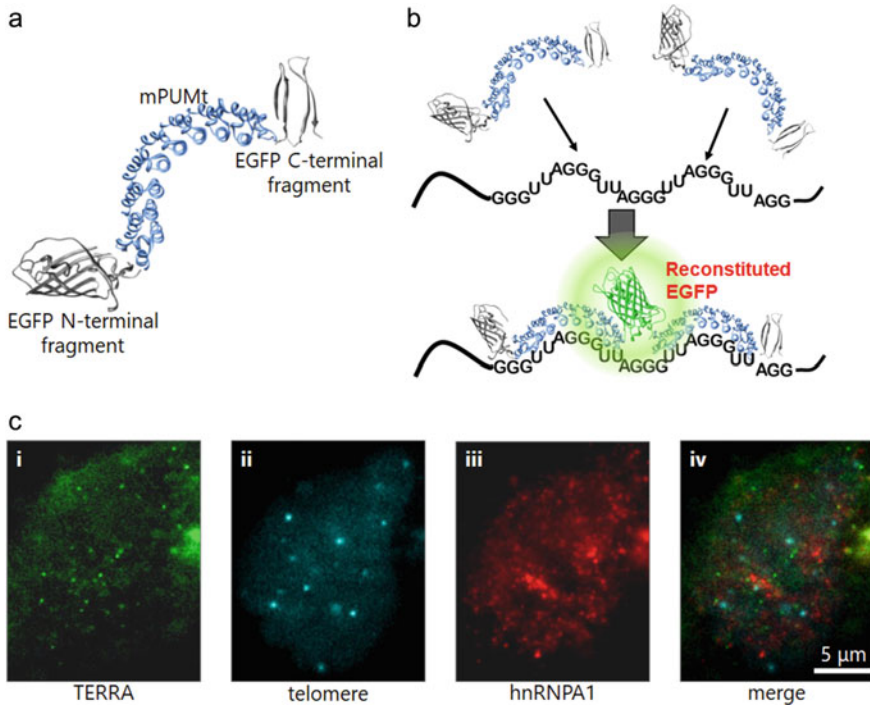 a
mPUMt
EGFP C-terminal
fragment
EGFP N-terminal
fragment
b
GGGUUAGGGUUAGGGUUAGGGUUAGG
Reconstituted
EGFP
GGGUUAGGGUUAGGGUUAGGGUUAGG
c
i
ii
iii
iv
5 μm
TERRA
telomere
hnRNPA1
merge